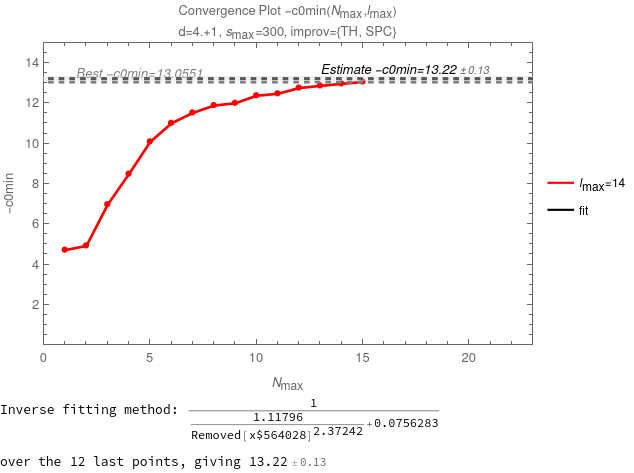 Convergence Plot −c0min(Nmax,lmax)
d=4.+1, smax=300, improv={TH, SPC}
Best −c0min=13.0551
Estimate −c0min=13.22 ±0.13
−c0min
14
12
10
8
6
4
2
0 5 10 15 20
Nmax
lmax=14
fit
Inverse fitting method:
1
1.11796
Removed[x$564028]2.37242
+0.0756283
over the 12 last points, giving 13.22 ±0.13